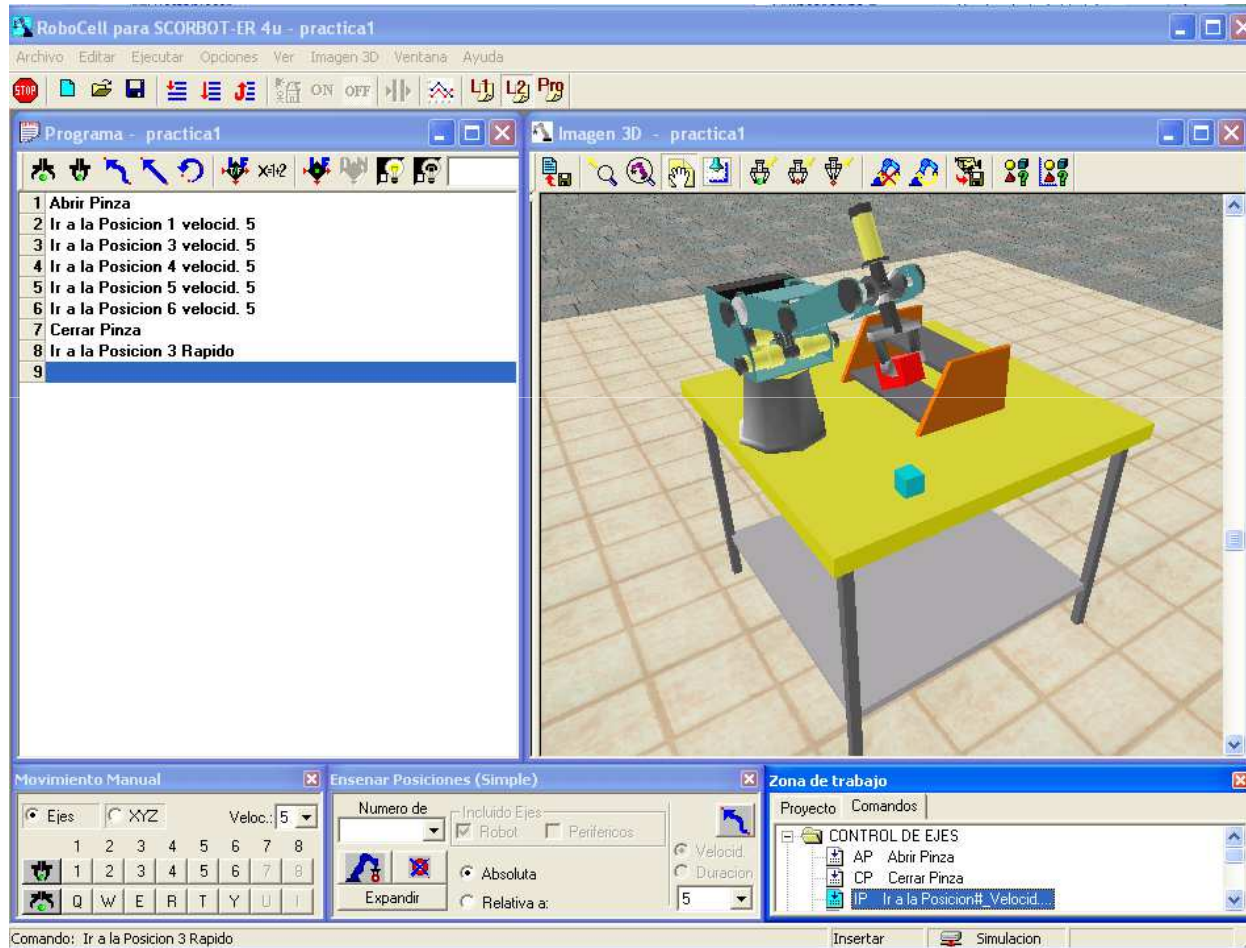 RoboCell para SCORBOT-ER 4u - practica1
Archivo Editar Ejecutar Opciones Ver Imagen 3D Ventana Ayuda
STOP ON OFF L1 L2 Prg
Programa - practica1
X=1+2
1 Abrir Pinza
2 Ir a la Posicion 1 velocid. 5
3 Ir a la Posicion 3 velocid. 5
4 Ir a la Posicion 4 velocid. 5
5 Ir a la Posicion 5 velocid. 5
6 Ir a la Posicion 6 velocid. 5
7 Cerrar Pinza
8 Ir a la Posicion 3 Rapido
9
Imagen 3D - practica1
Movimiento Manual
Ejes XYZ Veloc.: 5
1 2 3 4 5 6 7 8
1 2 3 4 5 6 7 8
Q W E R T Y U I
Ensenar Posiciones (Simple)
Numero de
Incluido Ejes
Robot Perifericos
Expandir
Absoluta
Relativa a:
Velocid.
Duracion
5
Zona de trabajo
Proyecto Comandos
CONTROL DE EJES
AP Abrir Pinza
CP Cerrar Pinza
IP Ir a la Posicion#_Velocid....
Comando: Ir a la Posicion 3 Rapido
Insertar Simulacion